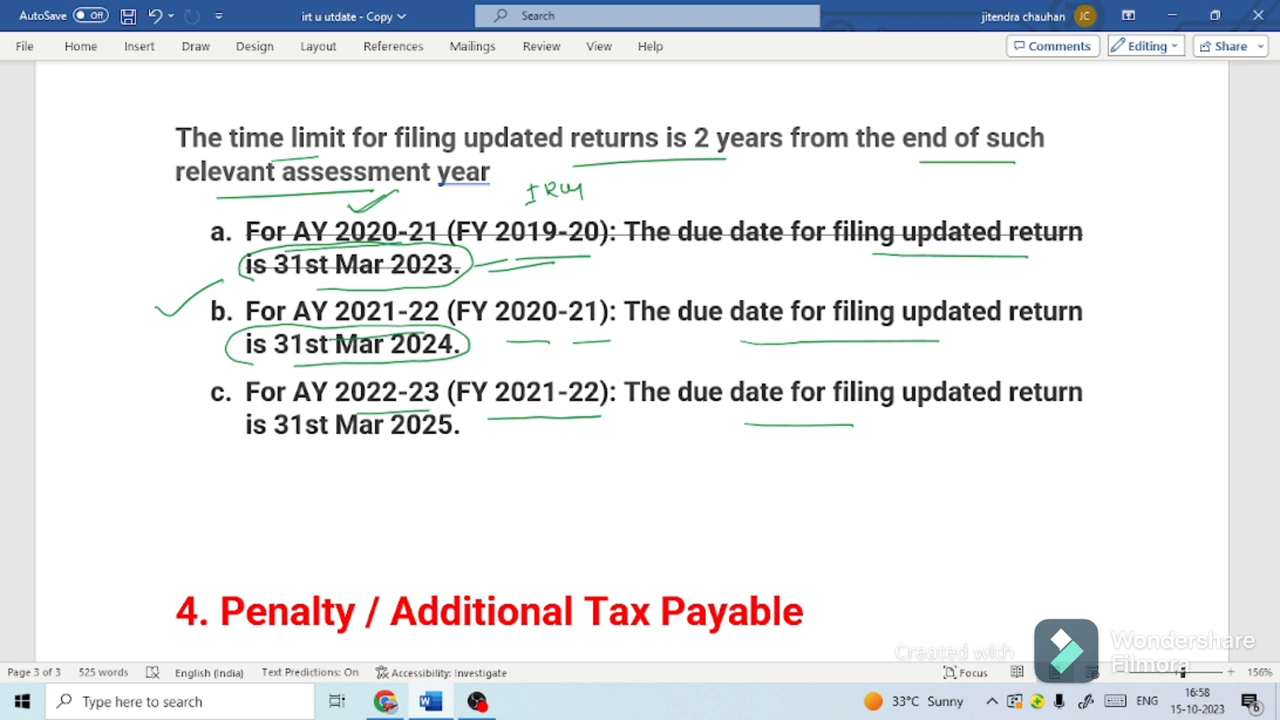 AutoSave Off irt u utdate - Copy Search jitendra chauhan JC
File Home Insert Draw Design Layout References Mailings Review View Help Comments Editing Share
The time limit for filing updated returns is 2 years from the end of such
relevant assessment year
a. For AY 2020-21 (FY 2019-20): The due date for filing updated return
is 31st Mar 2023.
b. For AY 2021-22 (FY 2020-21): The due date for filing updated return
is 31st Mar 2024.
c. For AY 2022-23 (FY 2021-22): The due date for filing updated return
is 31st Mar 2025.
4. Penalty / Additional Tax Payable
Created with Wondershare
Filmora
Page 3 of 3 525 words English (India) Text Predictions: On Accessibility: Investigate Focus 156%
Type here to search 33°C Sunny ENG 16:58
15-10-2023